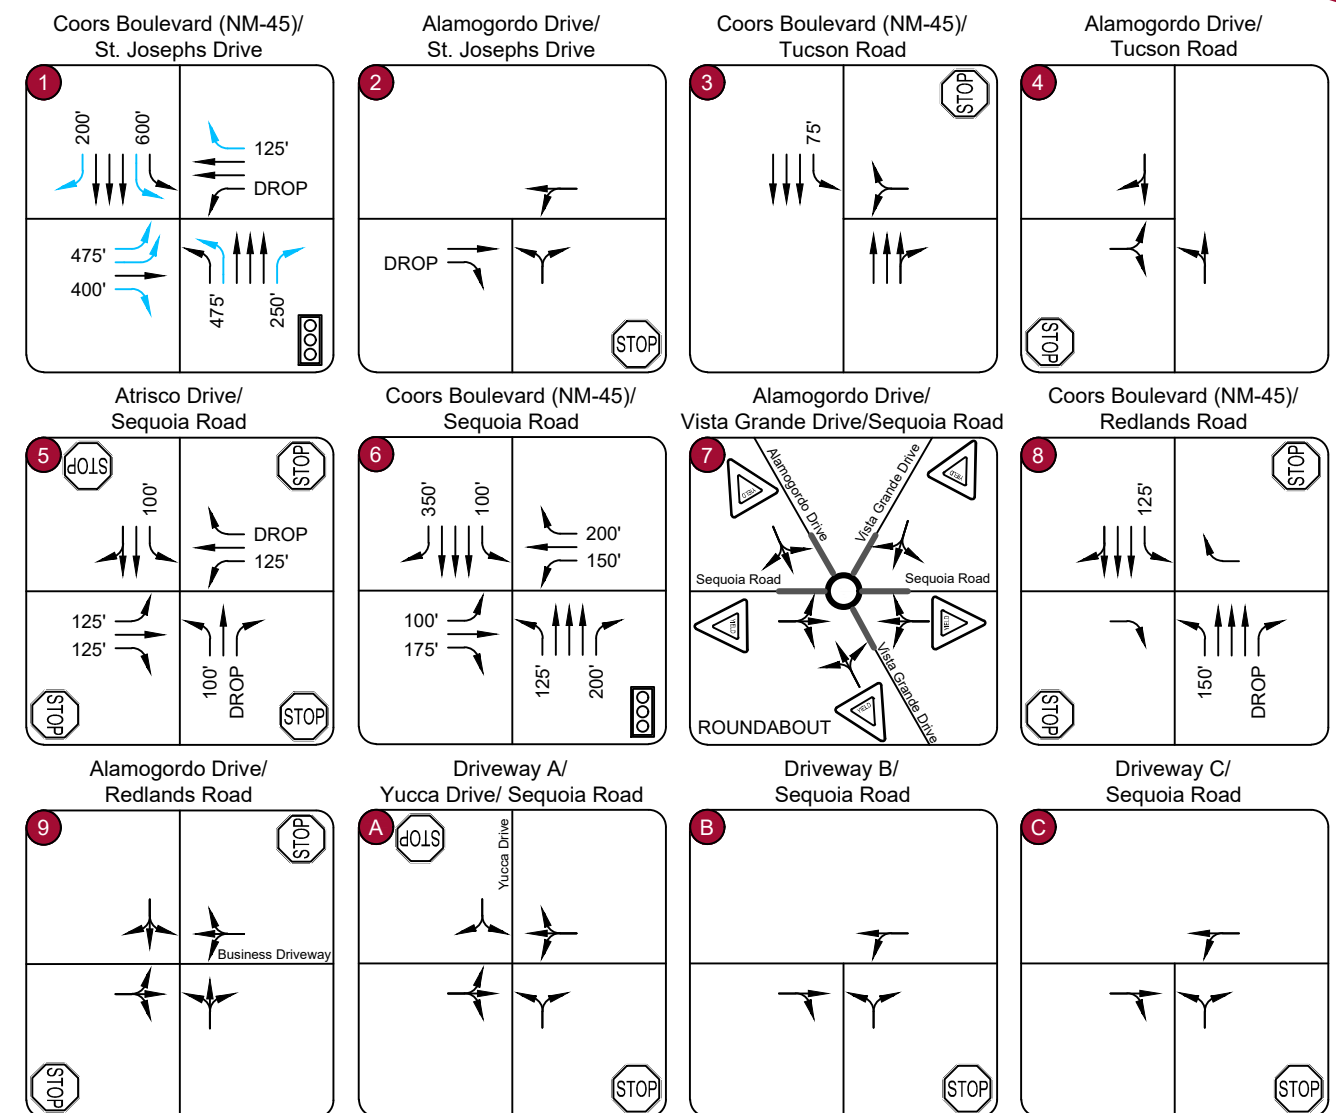 Coors Boulevard (NM-45)/
St. Josephs Drive
Alamogordo Drive/
St. Josephs Drive
Coors Boulevard (NM-45)/
Tucson Road
Alamogordo Drive/
Tucson Road
1
200'
600'
125'
DROP
475'
400'
475'
250'
2
DROP
STOP
3
STOP
75'
4
STOP
Atrisco Drive/
Sequoia Road
Coors Boulevard (NM-45)/
Sequoia Road
Alamogordo Drive/
Vista Grande Drive/Sequoia Road
Coors Boulevard (NM-45)/
Redlands Road
5
STOP
STOP
100'
DROP
125'
125'
125'
100'
DROP
STOP
STOP
6
350'
100'
200'
150'
100'
175'
125'
200'
7
Alamogordo Drive
Vista Grande Drive
YIELD
YIELD
Sequoia Road
Sequoia Road
YIELD
YIELD
Vista Grande Drive
YIELD
ROUNDABOUT
8
STOP
125'
150'
DROP
STOP
Alamogordo Drive/
Redlands Road
Driveway A/
Yucca Drive/ Sequoia Road
Driveway B/
Sequoia Road
Driveway C/
Sequoia Road
9
STOP
Business Driveway
STOP
A
STOP
Yucca Drive
STOP
B
STOP
C
STOP